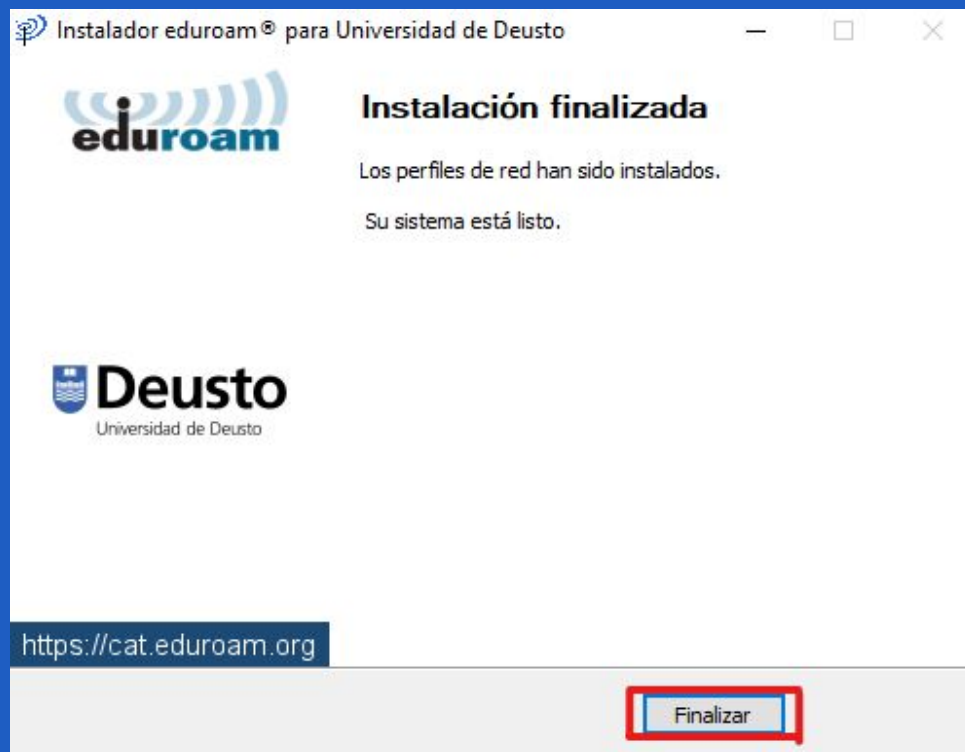 Instalador eduroam® para Universidad de Deusto
eduroam
Instalación finalizada
Los perfiles de red han sido instalados.
Su sistema está listo.
Deusto
Universidad de Deusto
https://cat.eduroam.org
Finalizar